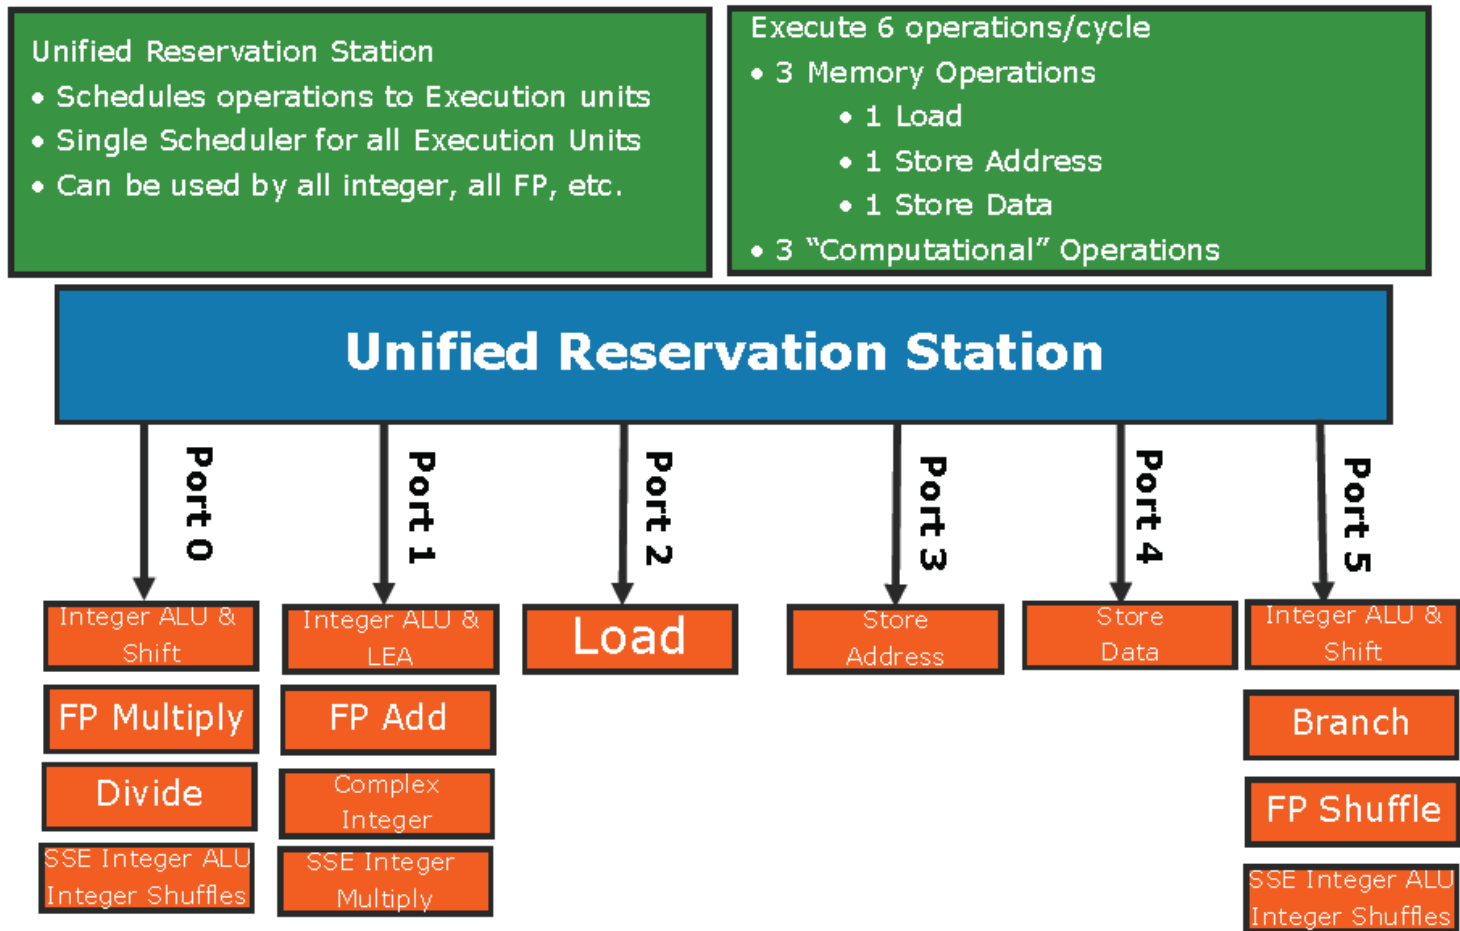 Unified Reservation Station
• Schedules operations to Execution units
• Single Scheduler for all Execution Units
• Can be used by all integer, all FP, etc.
Execute 6 operations/cycle
• 3 Memory Operations
• 1 Load
• 1 Store Address
• 1 Store Data
• 3 “Computational” Operations
Unified Reservation Station
Port 0
Port 1
Port 2
Port 3
Port 4
Port 5
Integer ALU &
Shift
FP Multiply
Divide
SSE Integer ALU
Integer Shuffles
Integer ALU &
LEA
FP Add
Complex
Integer
SSE Integer
Multiply
Load
Store
Address
Store
Data
Integer ALU &
Shift
Branch
FP Shuffle
SSE Integer ALU
Integer Shuffles